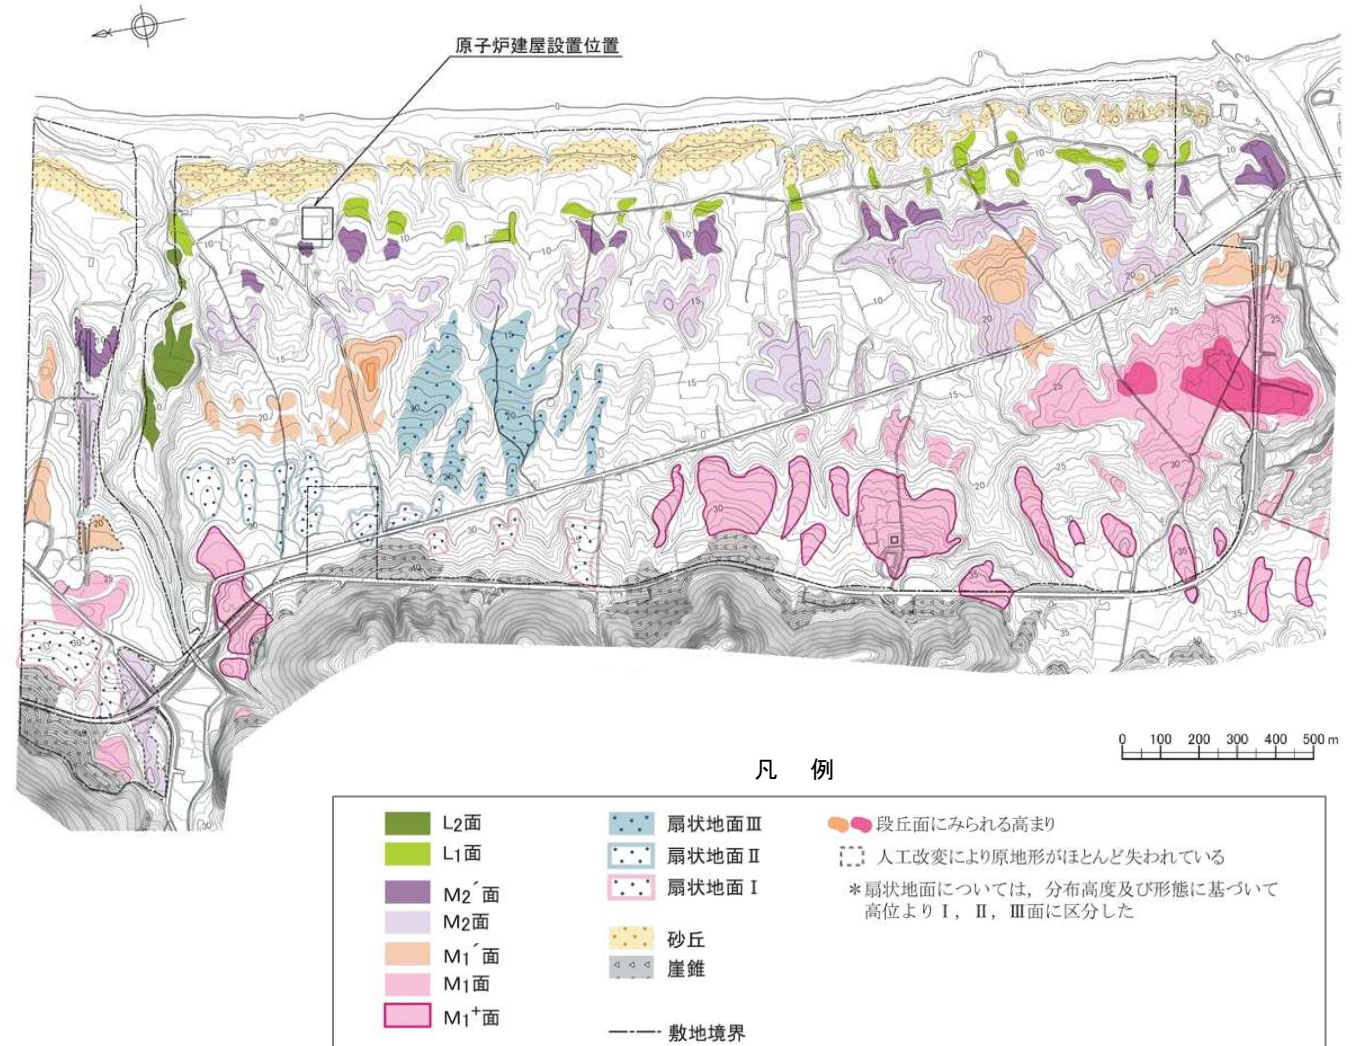 原子炉建屋設置位置
0 100 200 300 400 500 m
凡 例
L2面
L1面
M2´面
M2面
M1´面
M1面
M1+面
扇状地面Ⅲ
扇状地面Ⅱ
扇状地面Ⅰ
砂丘
崖錐
敷地境界
段丘面にみられる高まり
人工改変により原地形がほとんど失われている
*扇状地面については，分布高度及び形態に基づいて
高位よりⅠ，Ⅱ，Ⅲ面に区分した